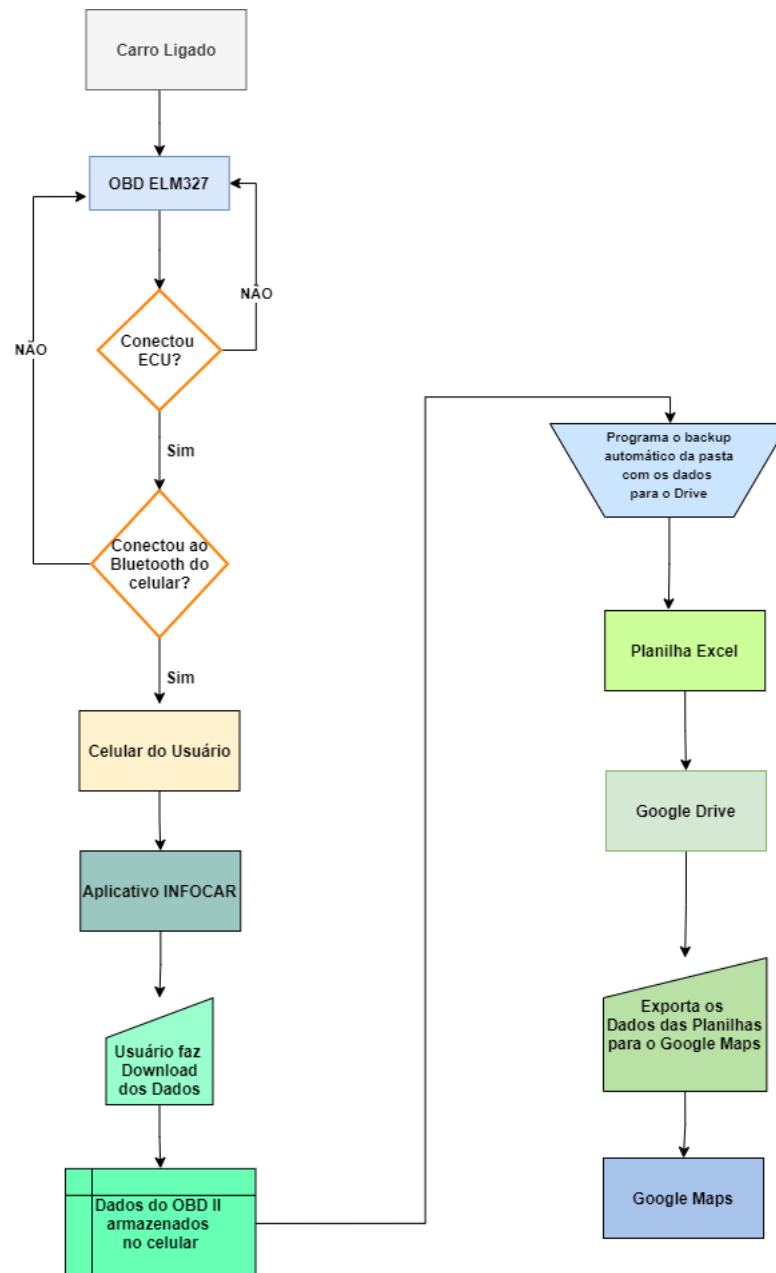 Carro Ligado
OBD ELM327
NÃO
NÃO
Conectou
ECU?
Sim
Conectou ao
Bluetooth do
celular?
Sim
Celular do Usuário
Aplicativo INFOCAR
Usuário faz
Download
dos Dados
Dados do OBD II
armazenados
no celular
Programa o backup
automático da pasta
com os dados
para o Drive
Planilha Excel
Google Drive
Exporta os
Dados das Planilhas
para o Google Maps
Google Maps